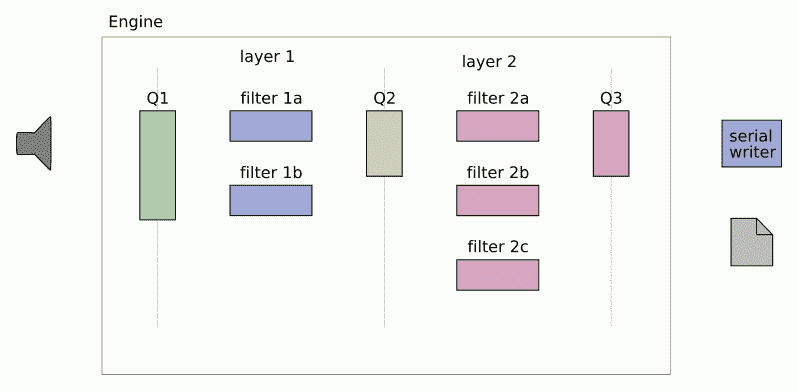 Engine
layer 1
layer 2
Q1
filter 1a
Q2
filter 2a
Q3
serial
writer
filter 1b
filter 2b
filter 2c